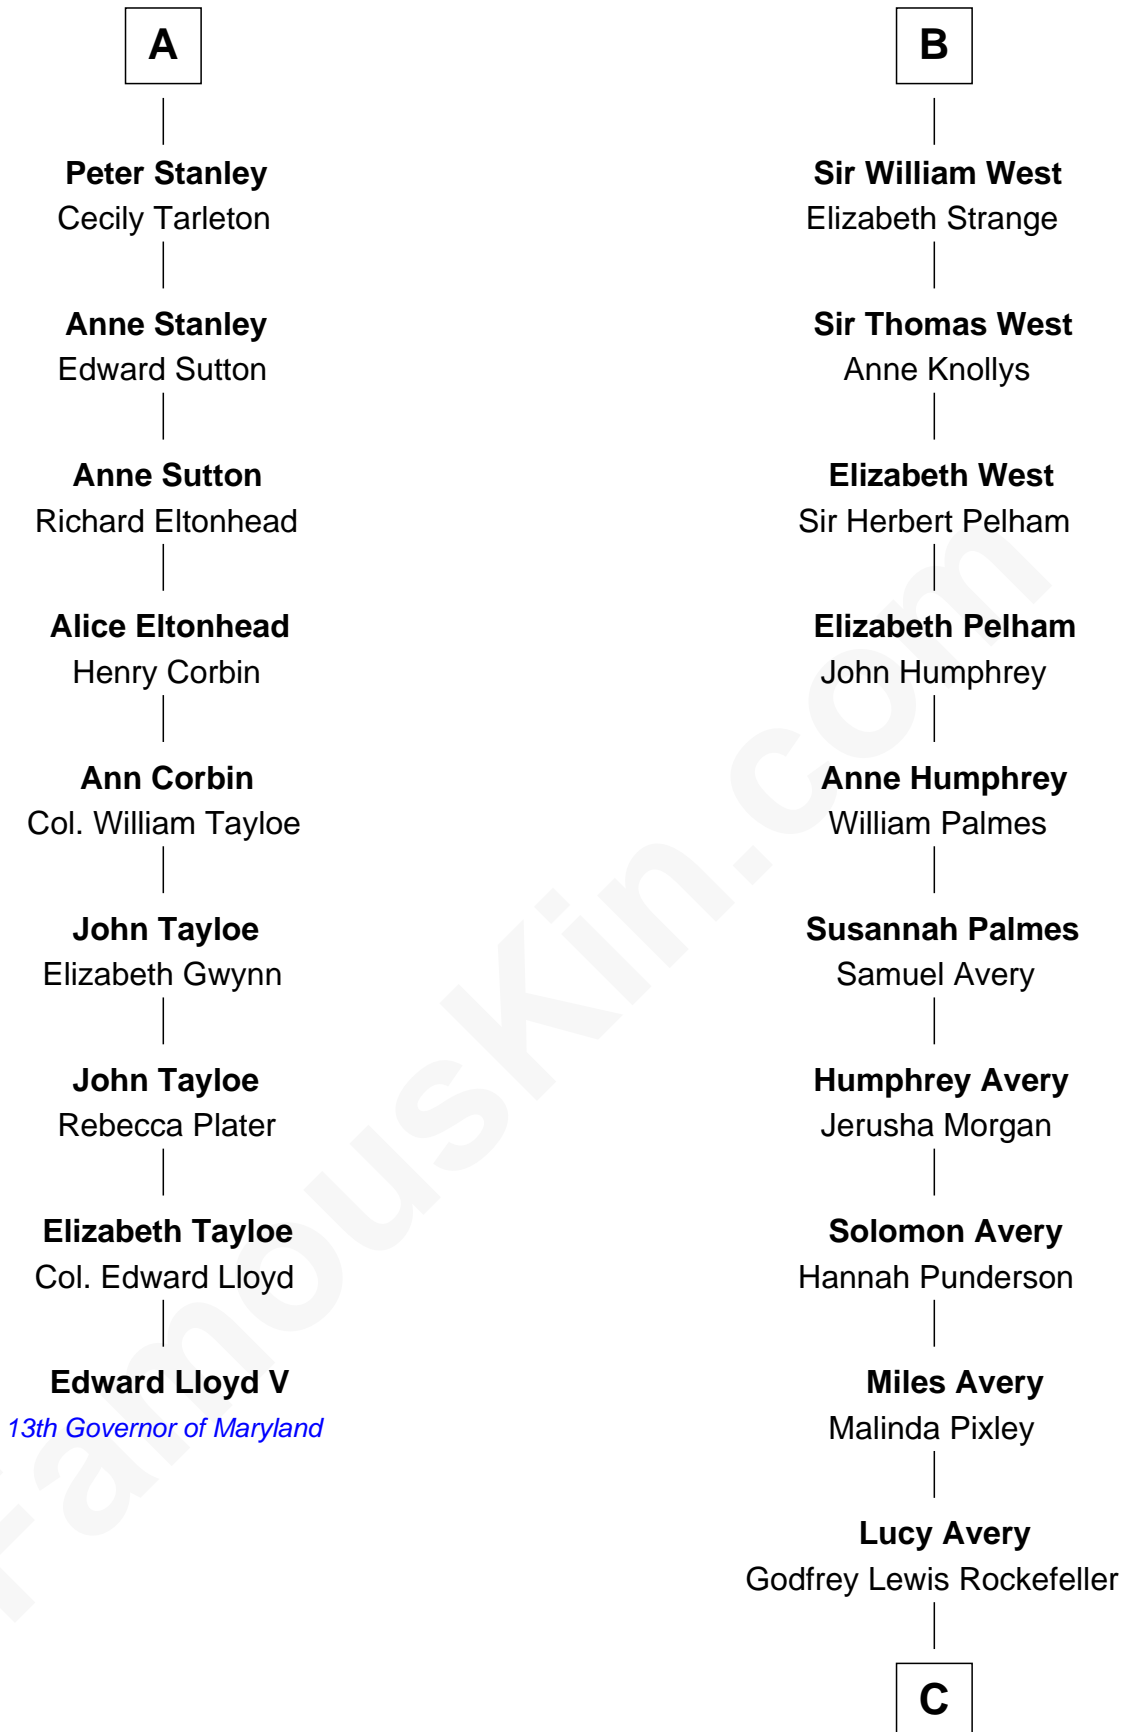 A
Peter Stanley
Cecily Tarleton
Anne Stanley
Edward Sutton
Anne Sutton
Richard Eltonhead
Alice Eltonhead
Henry Corbin
Ann Corbin
Col. William Tayloe
John Tayloe
Elizabeth Gwynn
John Tayloe
Rebecca Plater
Elizabeth Tayloe
Col. Edward Lloyd
Edward Lloyd V
13th Governor of Maryland
B
Sir William West
Elizabeth Strange
Sir Thomas West
Anne Knollys
Elizabeth West
Sir Herbert Pelham
Elizabeth Pelham
John Humphrey
Anne Humphrey
William Palmes
Susannah Palmes
Samuel Avery
Humphrey Avery
Jerusha Morgan
Solomon Avery
Hannah Punderson
Miles Avery
Malinda Pixley
Lucy Avery
Godfrey Lewis Rockefeller
C
FamousKin.com